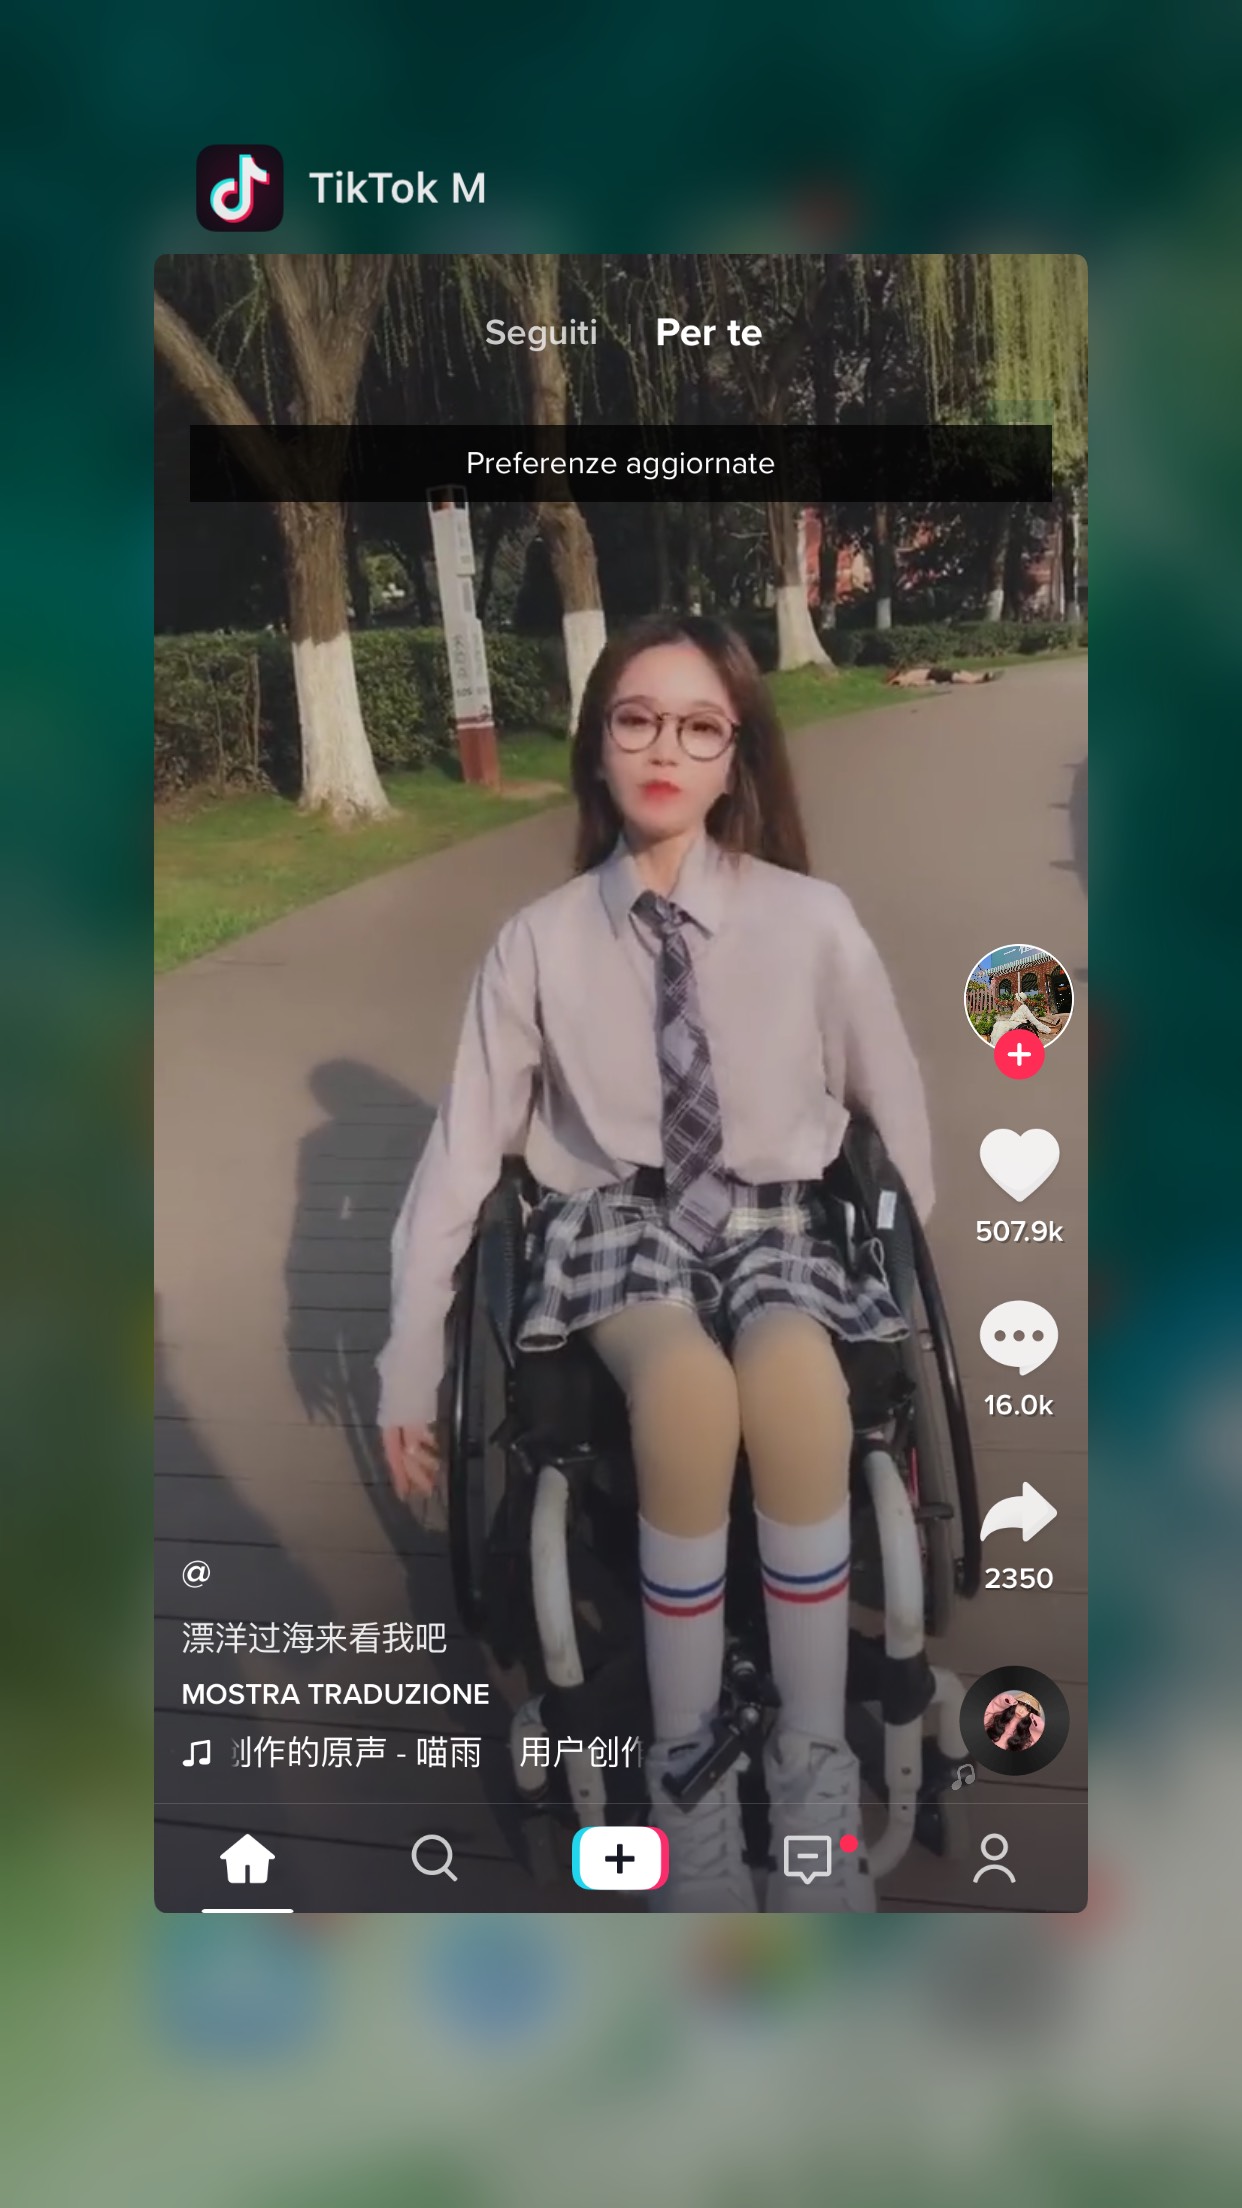 TikTok M
Seguiti
Per te
Preferenze aggiornate
507.9k
16.0k
2350
@
漂洋过海来看我吧
MOSTRA TRADUZIONE
创作的原声 - 喵雨 用户创作